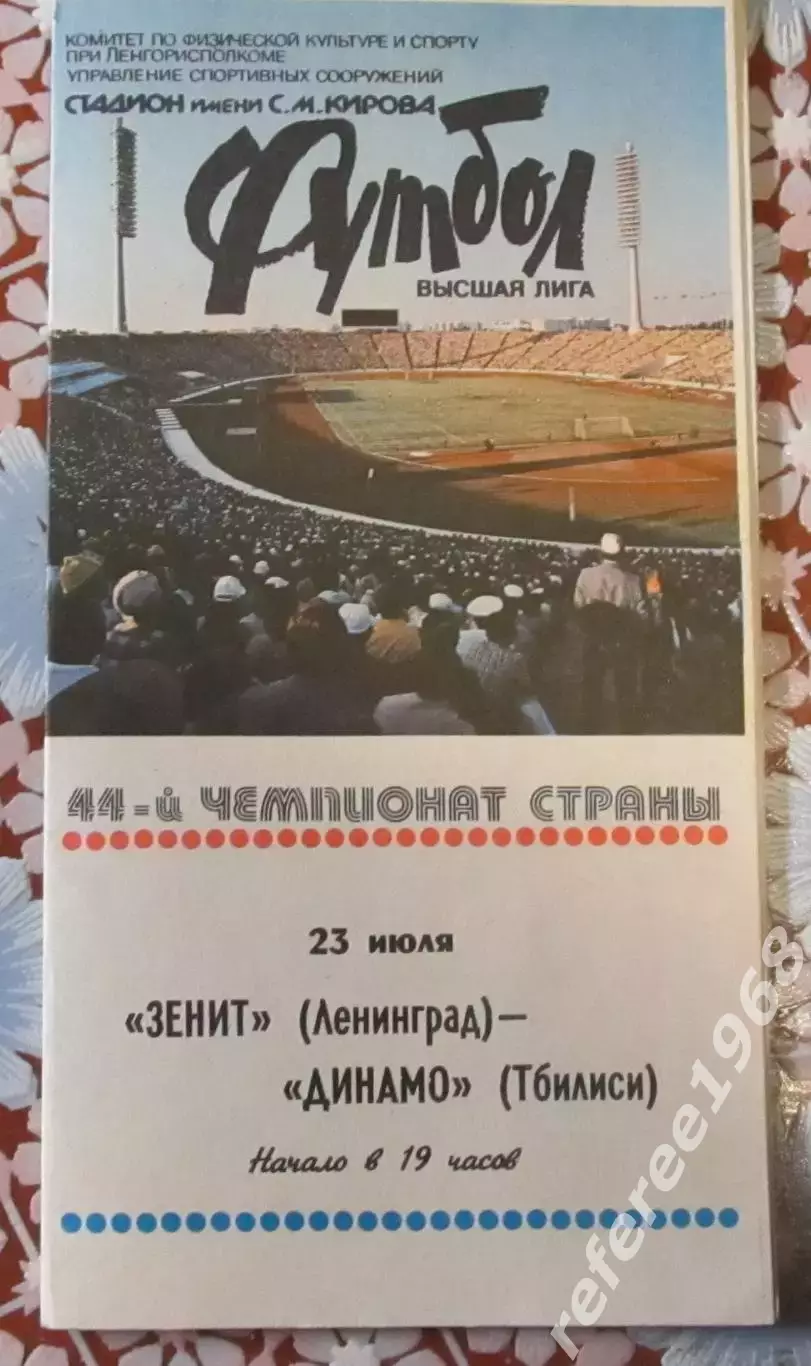 КОМИТЕТ ПО ФИЗИЧЕСКОЙ КУЛЬТУРЕ И СПОРТУ
ПРИ ЛЕНГОРИСПОЛКОМЕ
УПРАВЛЕНИЕ СПОРТИВНЫХ СООРУЖЕНИЙ
СТАДИОН ИМЕНИ С.М.КИРОВА
Футбол
ВЫСШАЯ ЛИГА
44-й ЧЕМПИОНАТ СТРАНЫ
23 июля
«ЗЕНИТ» (Ленинград)—
«ДИНАМО» (Тбилиси)
Начало в 19 часов
referee1968